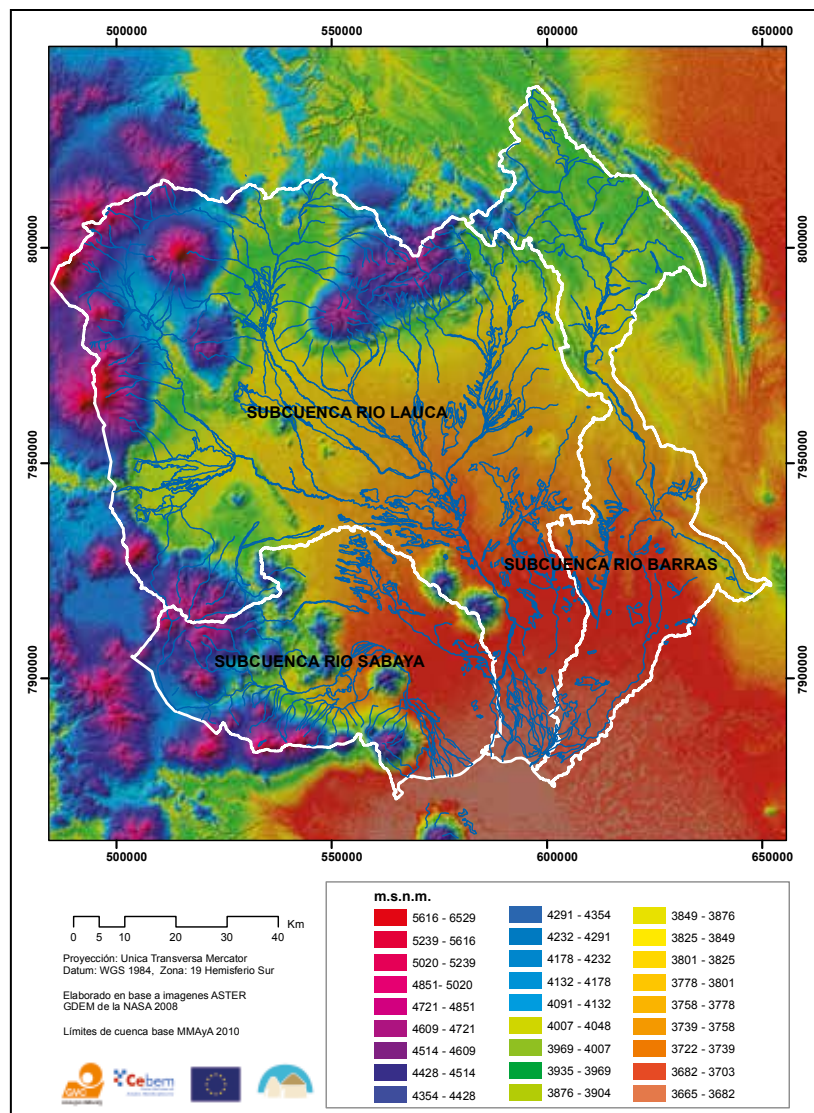 500000 550000 600000 650000
8000000 8000000
SUBCUENCA RIO LAUCA
7950000 7950000
SUBCUENCA RIO BARRAS
SUBCUENCA RIO SABAYA
7900000 7900000
500000 550000 600000 650000
0 5 10 20 30 40 Km
Proyección: Unica Transversa Mercator
Datum: WGS 1984, Zona: 19 Hemisferio Sur
Elaborado en base a imagenes ASTER
GDEM de la NASA 2008
Límites de cuenca base MMAyA 2010
GMC
Cebem
m.s.n.m.
5616 - 6529
5239 - 5616
5020 - 5239
4851- 5020
4721 - 4851
4609 - 4721
4514 - 4609
4428 - 4514
4354 - 4428
4291 - 4354
4232 - 4291
4178 - 4232
4132 - 4178
4091 - 4132
4007 - 4048
3969 - 4007
3935 - 3969
3876 - 3904
3849 - 3876
3825 - 3849
3801 - 3825
3778 - 3801
3758 - 3778
3739 - 3758
3722 - 3739
3682 - 3703
3665 - 3682